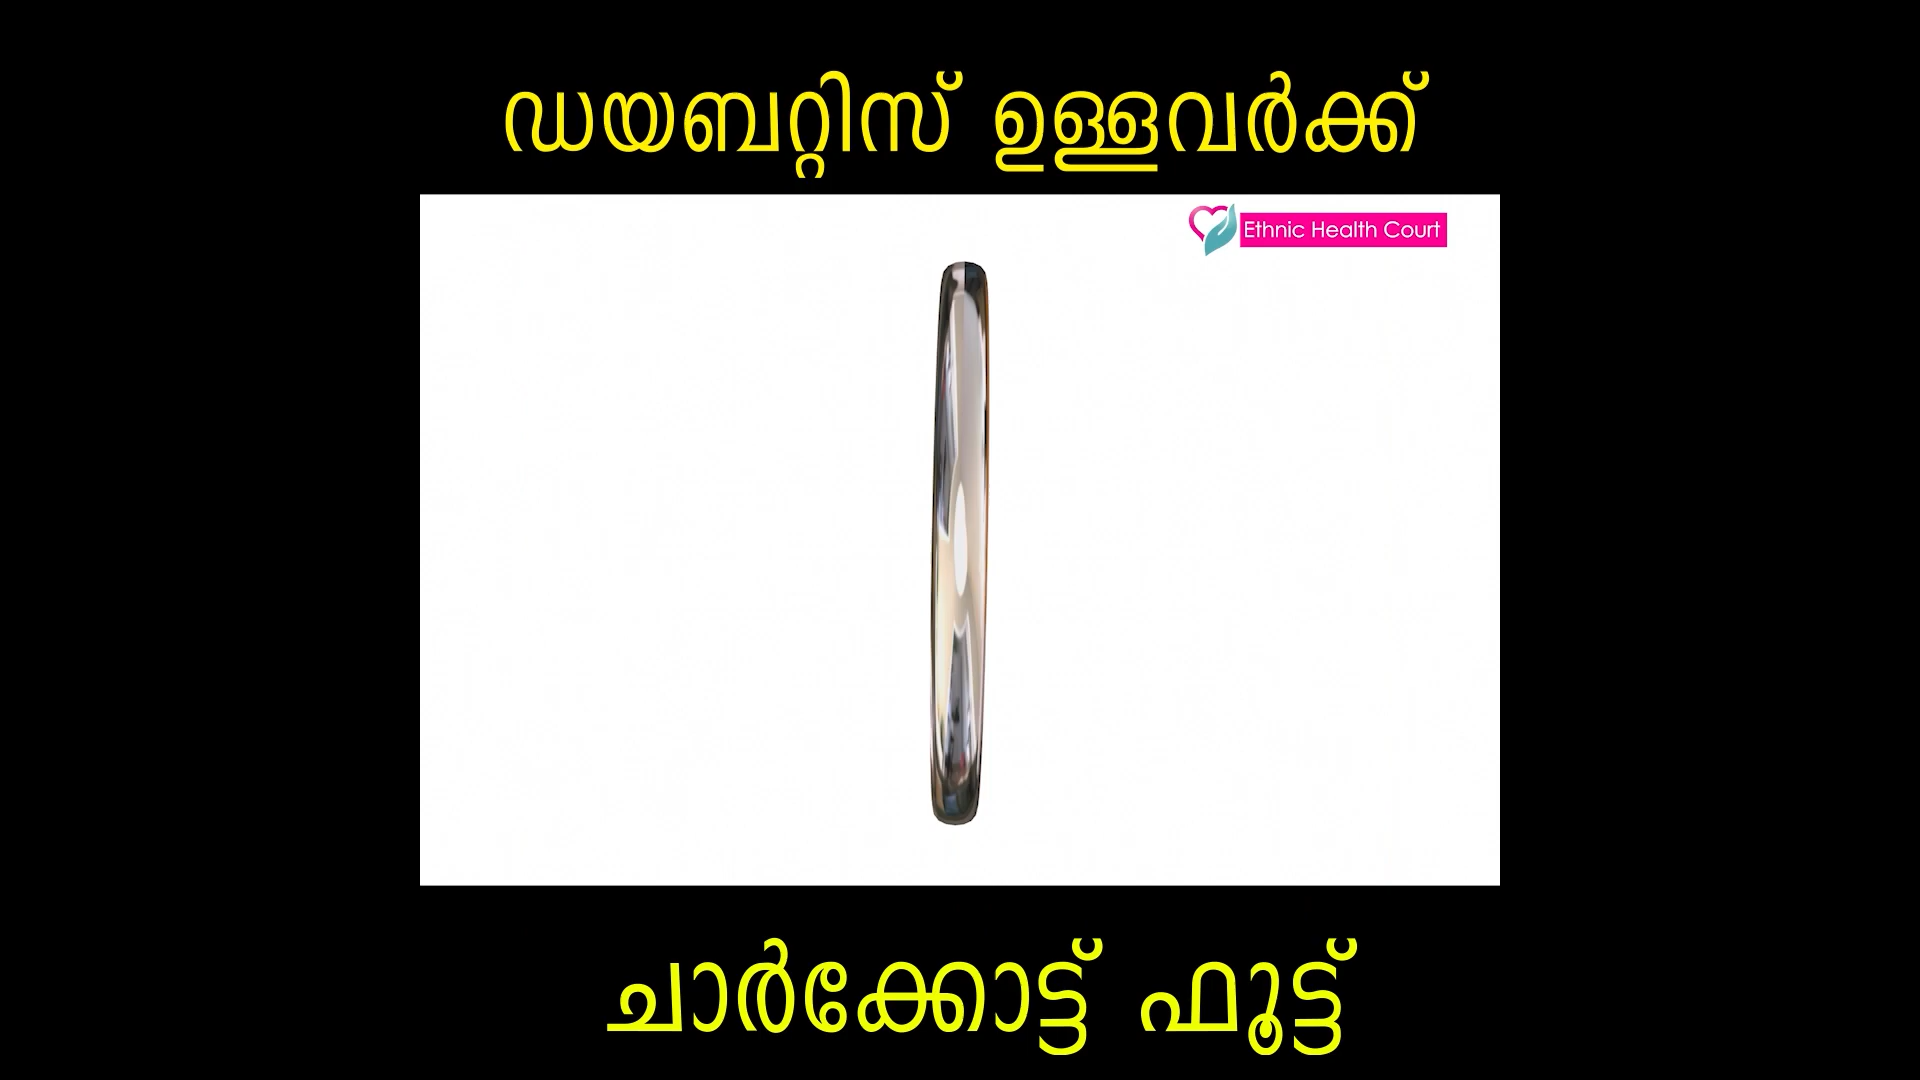 ഡയബറ്റിസ് ഉള്ളവർക്ക്
Ethnic Health Court
ചാർക്കോട്ട് ഫൂട്ട്